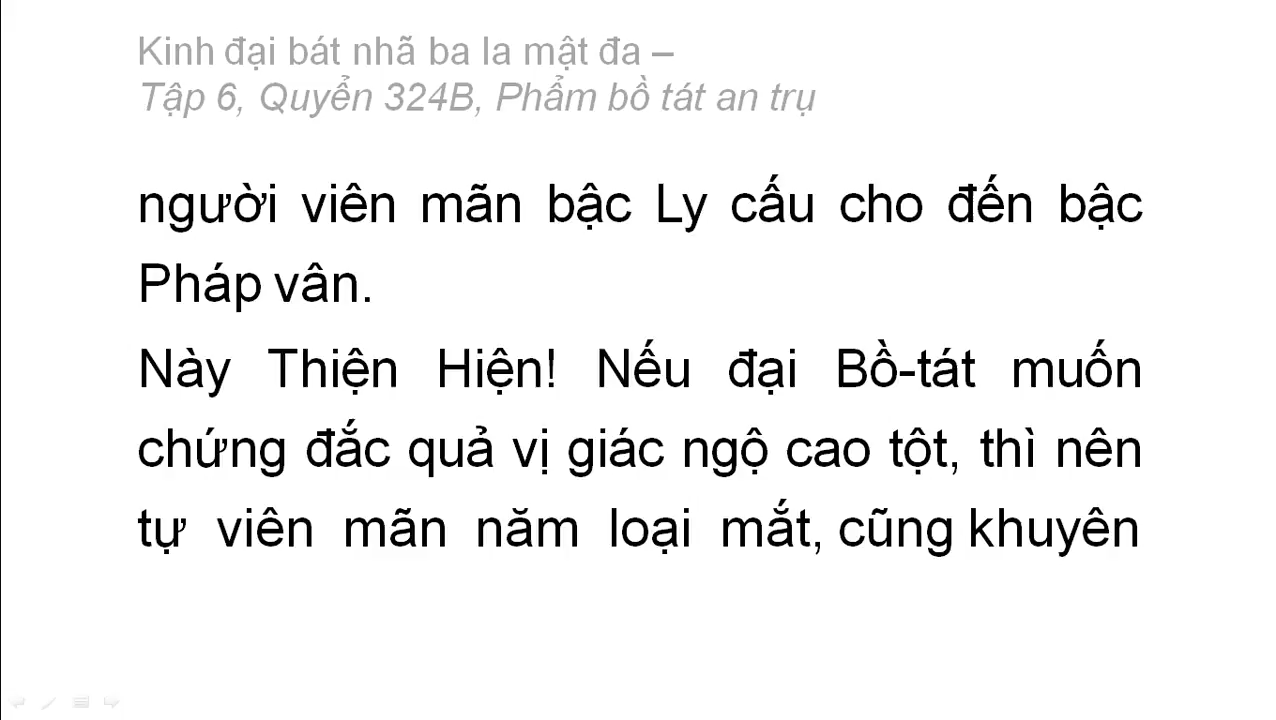 Kinh đại bát nhã ba la mật đa –
Tập 6, Quyển 324B, Phẩm bồ tát an trụ
người viên mãn bậc Ly cấu cho đến bậc
Pháp vân.
Này Thiện Hiện! Nếu đại Bồ-tát muốn
chứng đắc quả vị giác ngộ cao tột, thì nên
tự viên mãn năm loại mắt, cũng khuyên